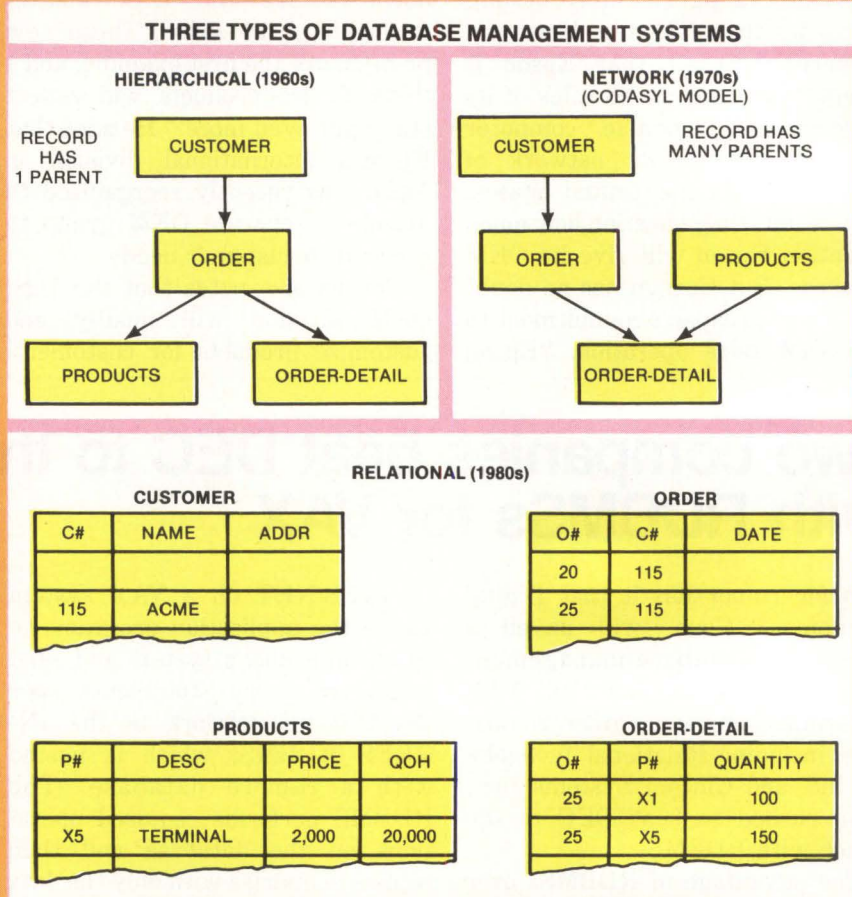 THREE TYPES OF DATABASE MANAGEMENT SYSTEMS
HIERARCHICAL (1960s)
RECORD
HAS
1 PARENT
CUSTOMER
ORDER
PRODUCTS
ORDER-DETAIL
NETWORK (1970s)
(CODASYL MODEL)
CUSTOMER
RECORD HAS
MANY PARENTS
ORDER
PRODUCTS
ORDER-DETAIL
RELATIONAL (1980s)
CUSTOMER
C# NAME ADDR
115 ACME
ORDER
O# C# DATE
20 115
25 115
PRODUCTS
P# DESC PRICE QOH
X5 TERMINAL 2,000 20,000
ORDER-DETAIL
O# P# QUANTITY
25 X1 100
25 X5 150